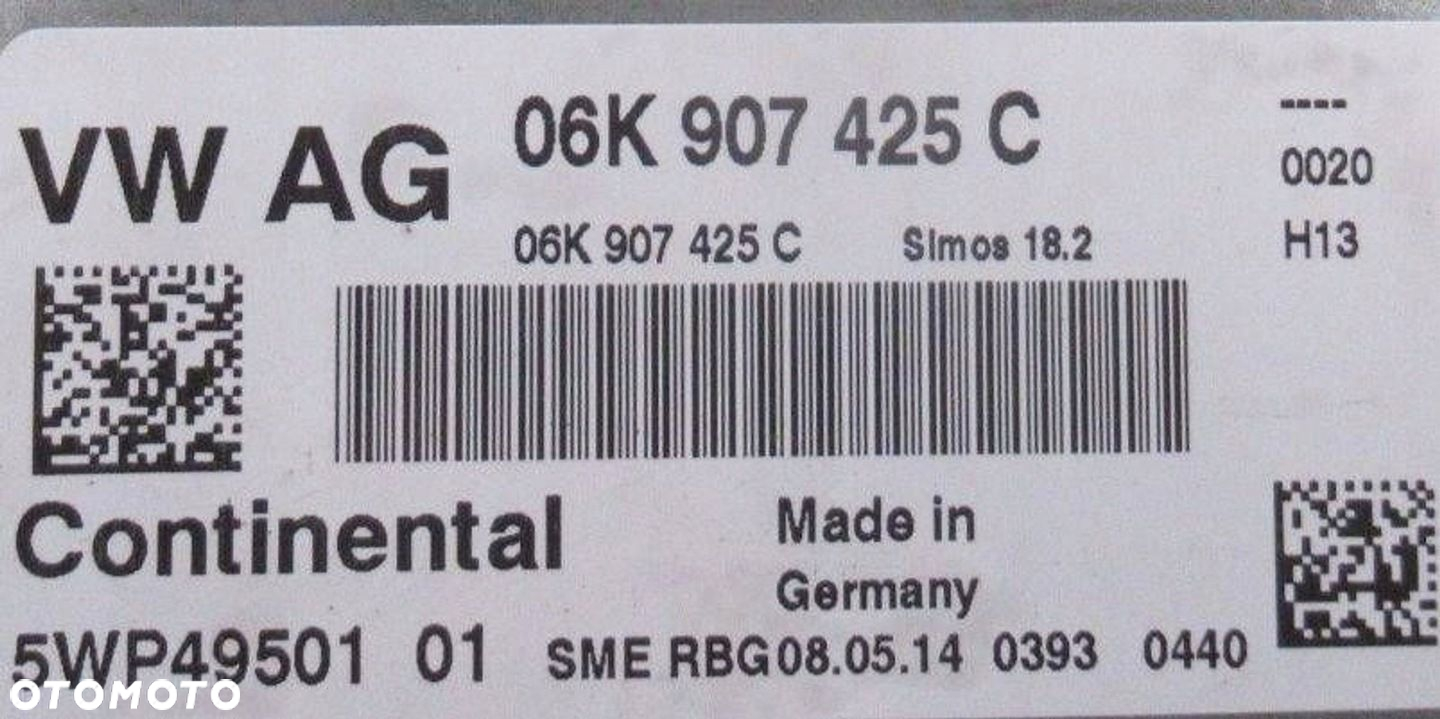 VW AG 06K 907 425 C ----
0020
06K 907 425 C Simos 18.2 H13
Continental Made in
Germany
5WP49501 01 SME RBG08.05.14 0393 0440
OTOMOTO